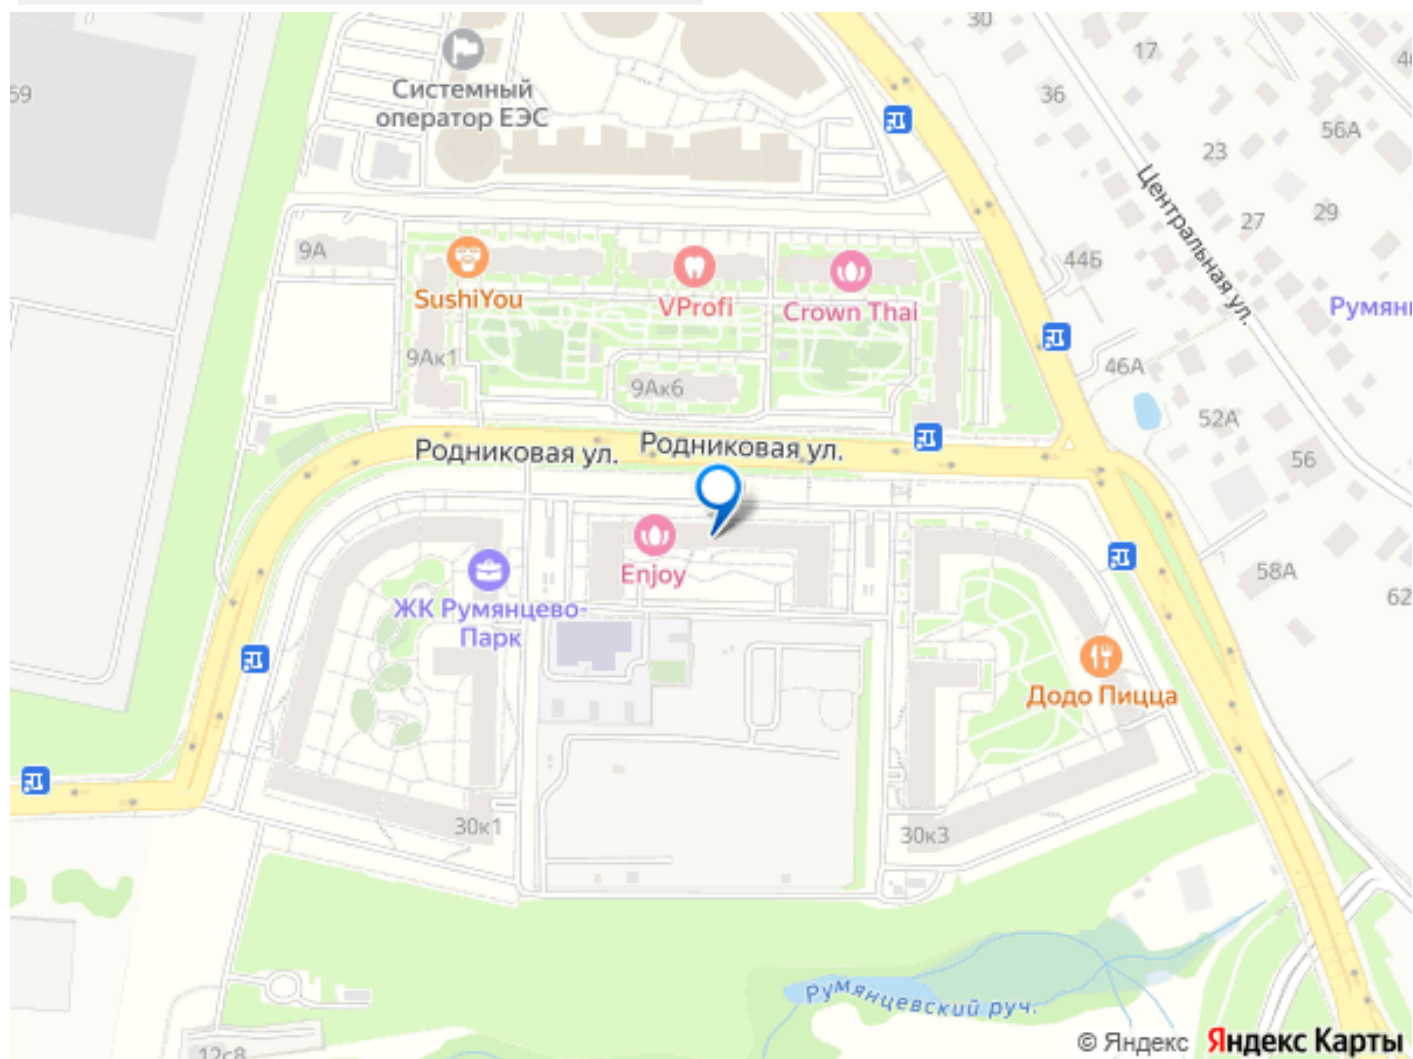 30
17
59
36
Системный
оператор ЕЭС
56А
23
Центральная ул.
29
27
9А
44Б
SushiYou
VProfi
Crown Thai
Румян
9Ак1
46А
9Ак6
52А
Родниковая ул.
Родниковая ул.
56
Enjoy
58А
62
ЖК Румянцево-
Парк
Додо Пицца
30к1
30к3
Румянцевский руч.
12с8
© Яндекс
Яндекс Карты